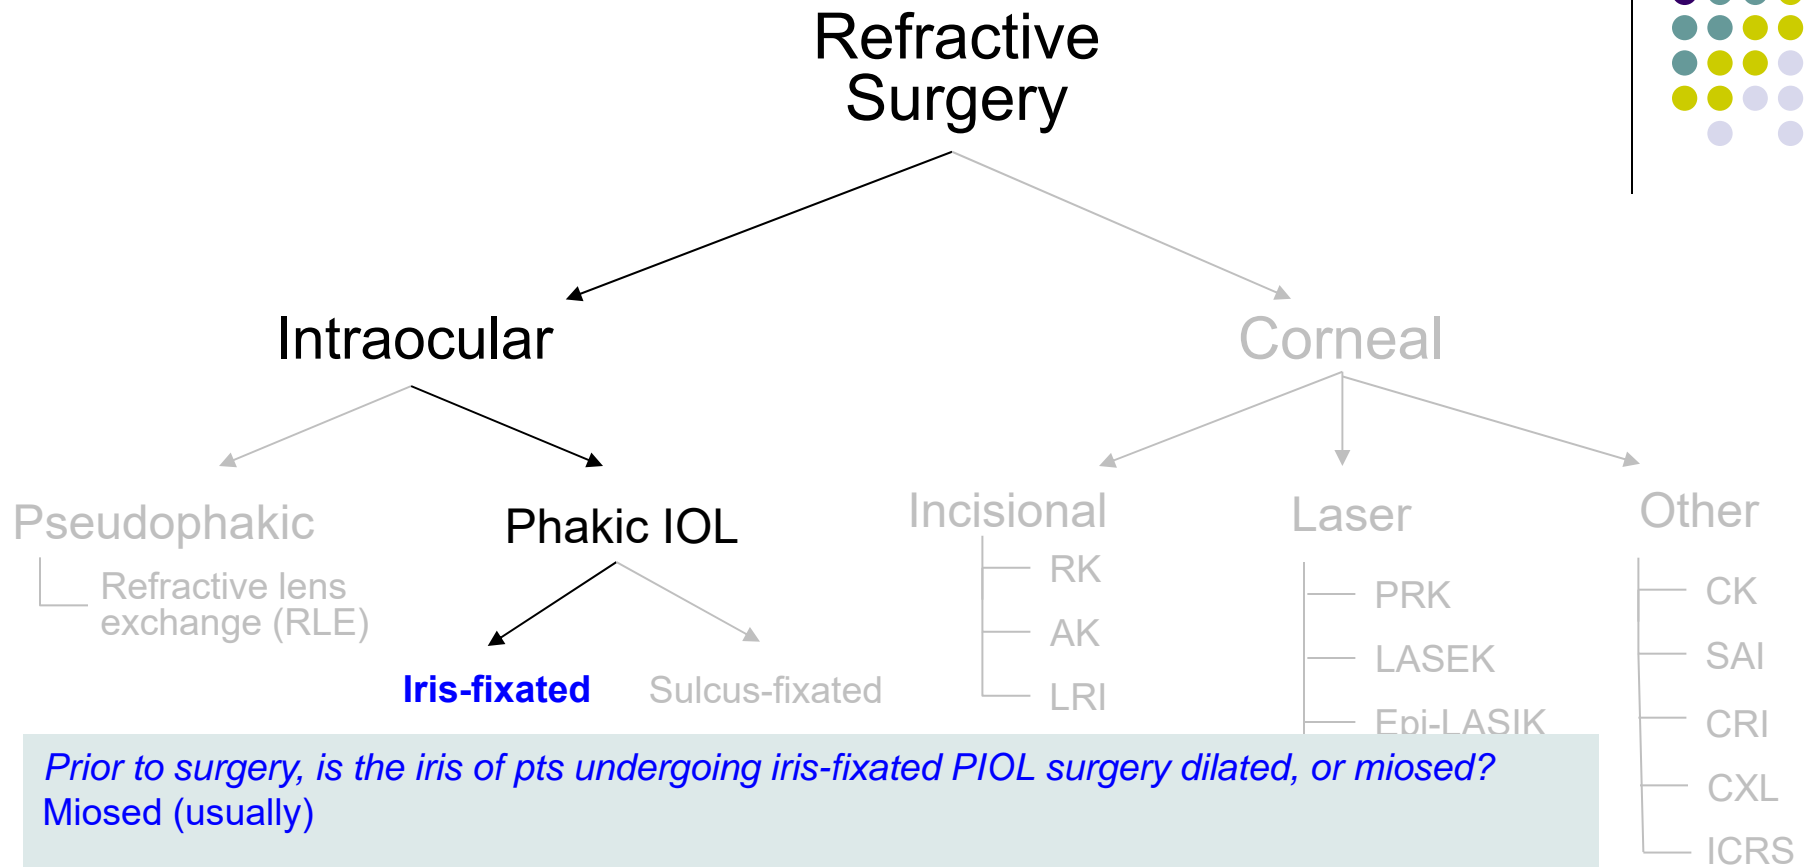 Refractive
Surgery
Intraocular
Corneal
Pseudophakic
Phakic IOL
Incisional
Laser
Other
Refractive lens
exchange (RLE)
Iris-fixated
Sulcus-fixated
RK
AK
LRI
PRK
LASEK
Epi-LASIK
CK
SAI
CRI
CXL
ICRS
Prior to surgery, is the iris of pts undergoing iris-fixated PIOL surgery dilated, or miosed?
Miosed (usually)